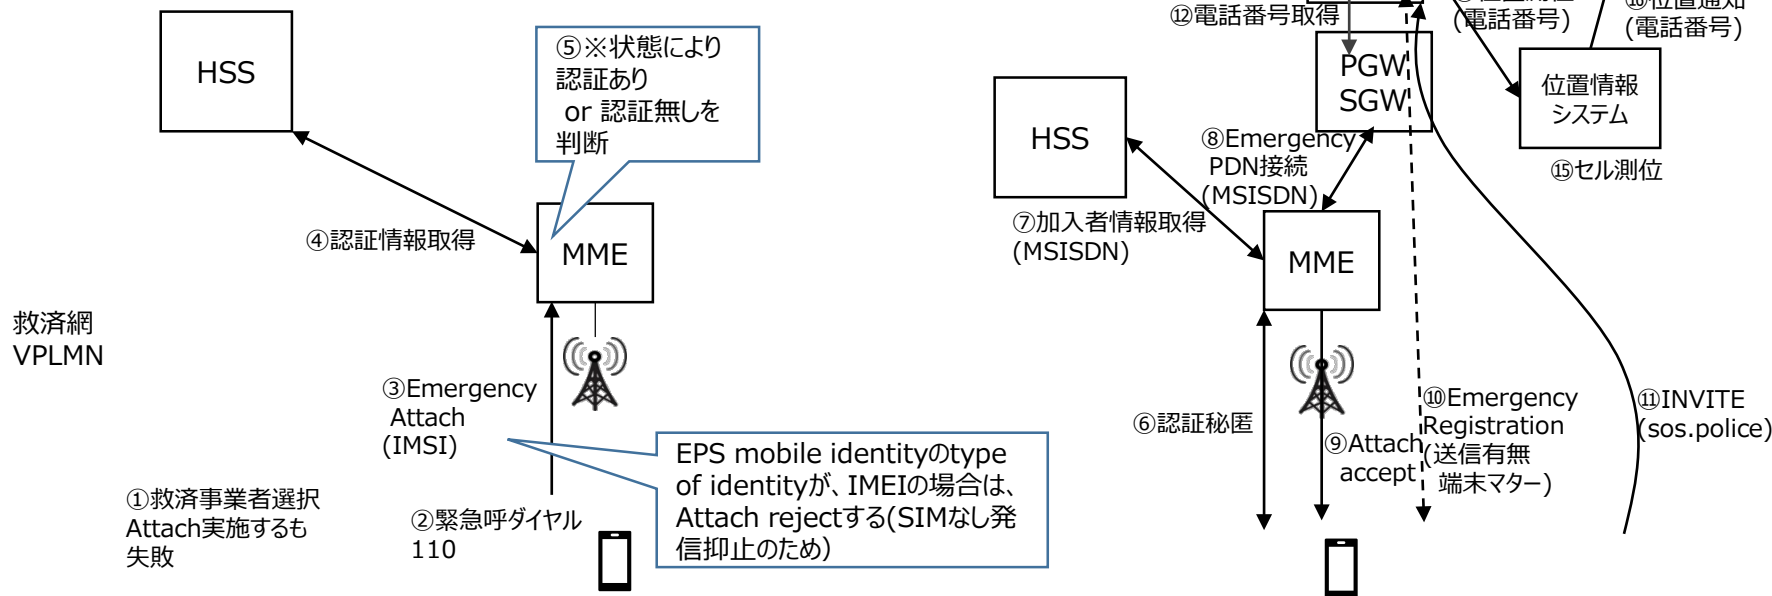 HSS
⑤※状態により
認証あり
or 認証無しを
判断
④認証情報取得
MME
救済網
VPLMN
③Emergency
Attach
(IMSI)
EPS mobile identityのtype
of identityが、IMEIの場合は、
Attach rejectする(SIMなし発
信抑止のため)
①救済事業者選択
Attach実施するも
失敗
②緊急呼ダイヤル
110
⑫電話番号取得
(電話番号)
⑯位置通知
(電話番号)
PGW
SGW
位置情報
システム
⑮セル測位
HSS
⑧Emergency
PDN接続
(MSISDN)
⑦加入者情報取得
(MSISDN)
MME
⑥認証秘匿
⑨Attach
accept
⑩Emergency
Registration
(送信有無
端末マター)
⑪INVITE
(sos.police)